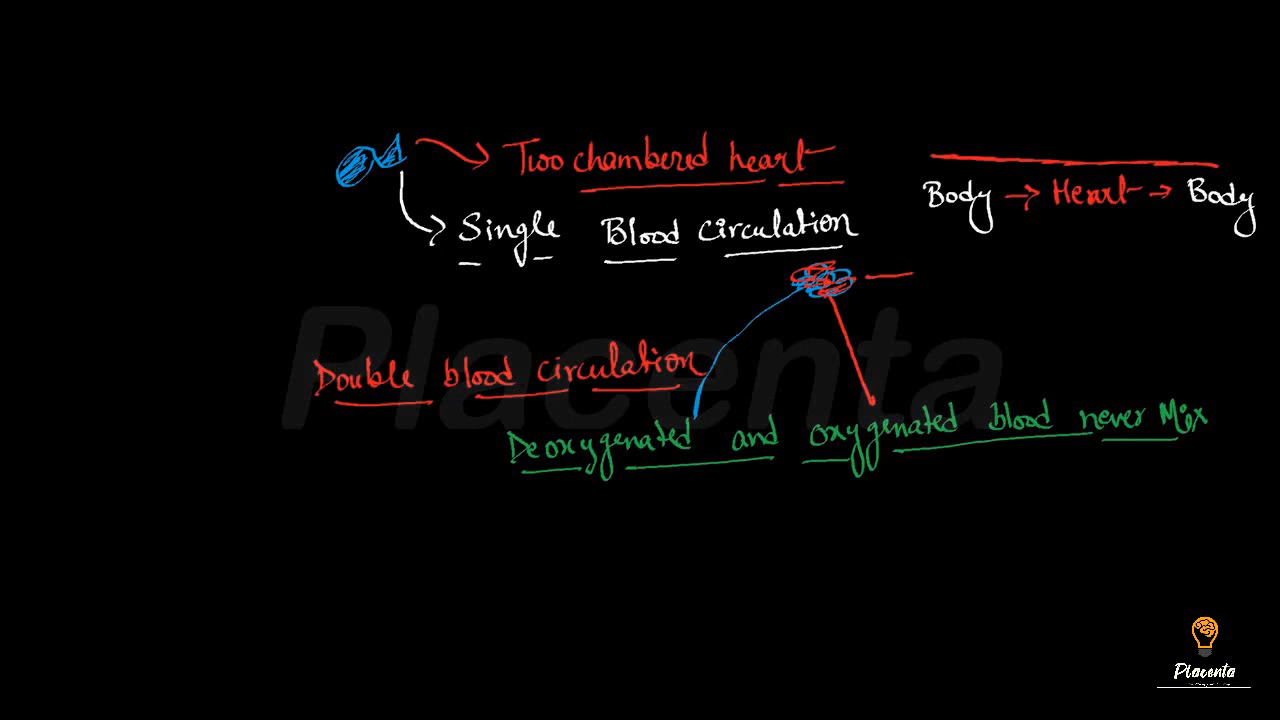 Two chambered heart
Body → Heart → Body
Single Blood circulation
Double blood circulation
Deoxygenated and oxygenated blood never Mix
Placenta
Placenta